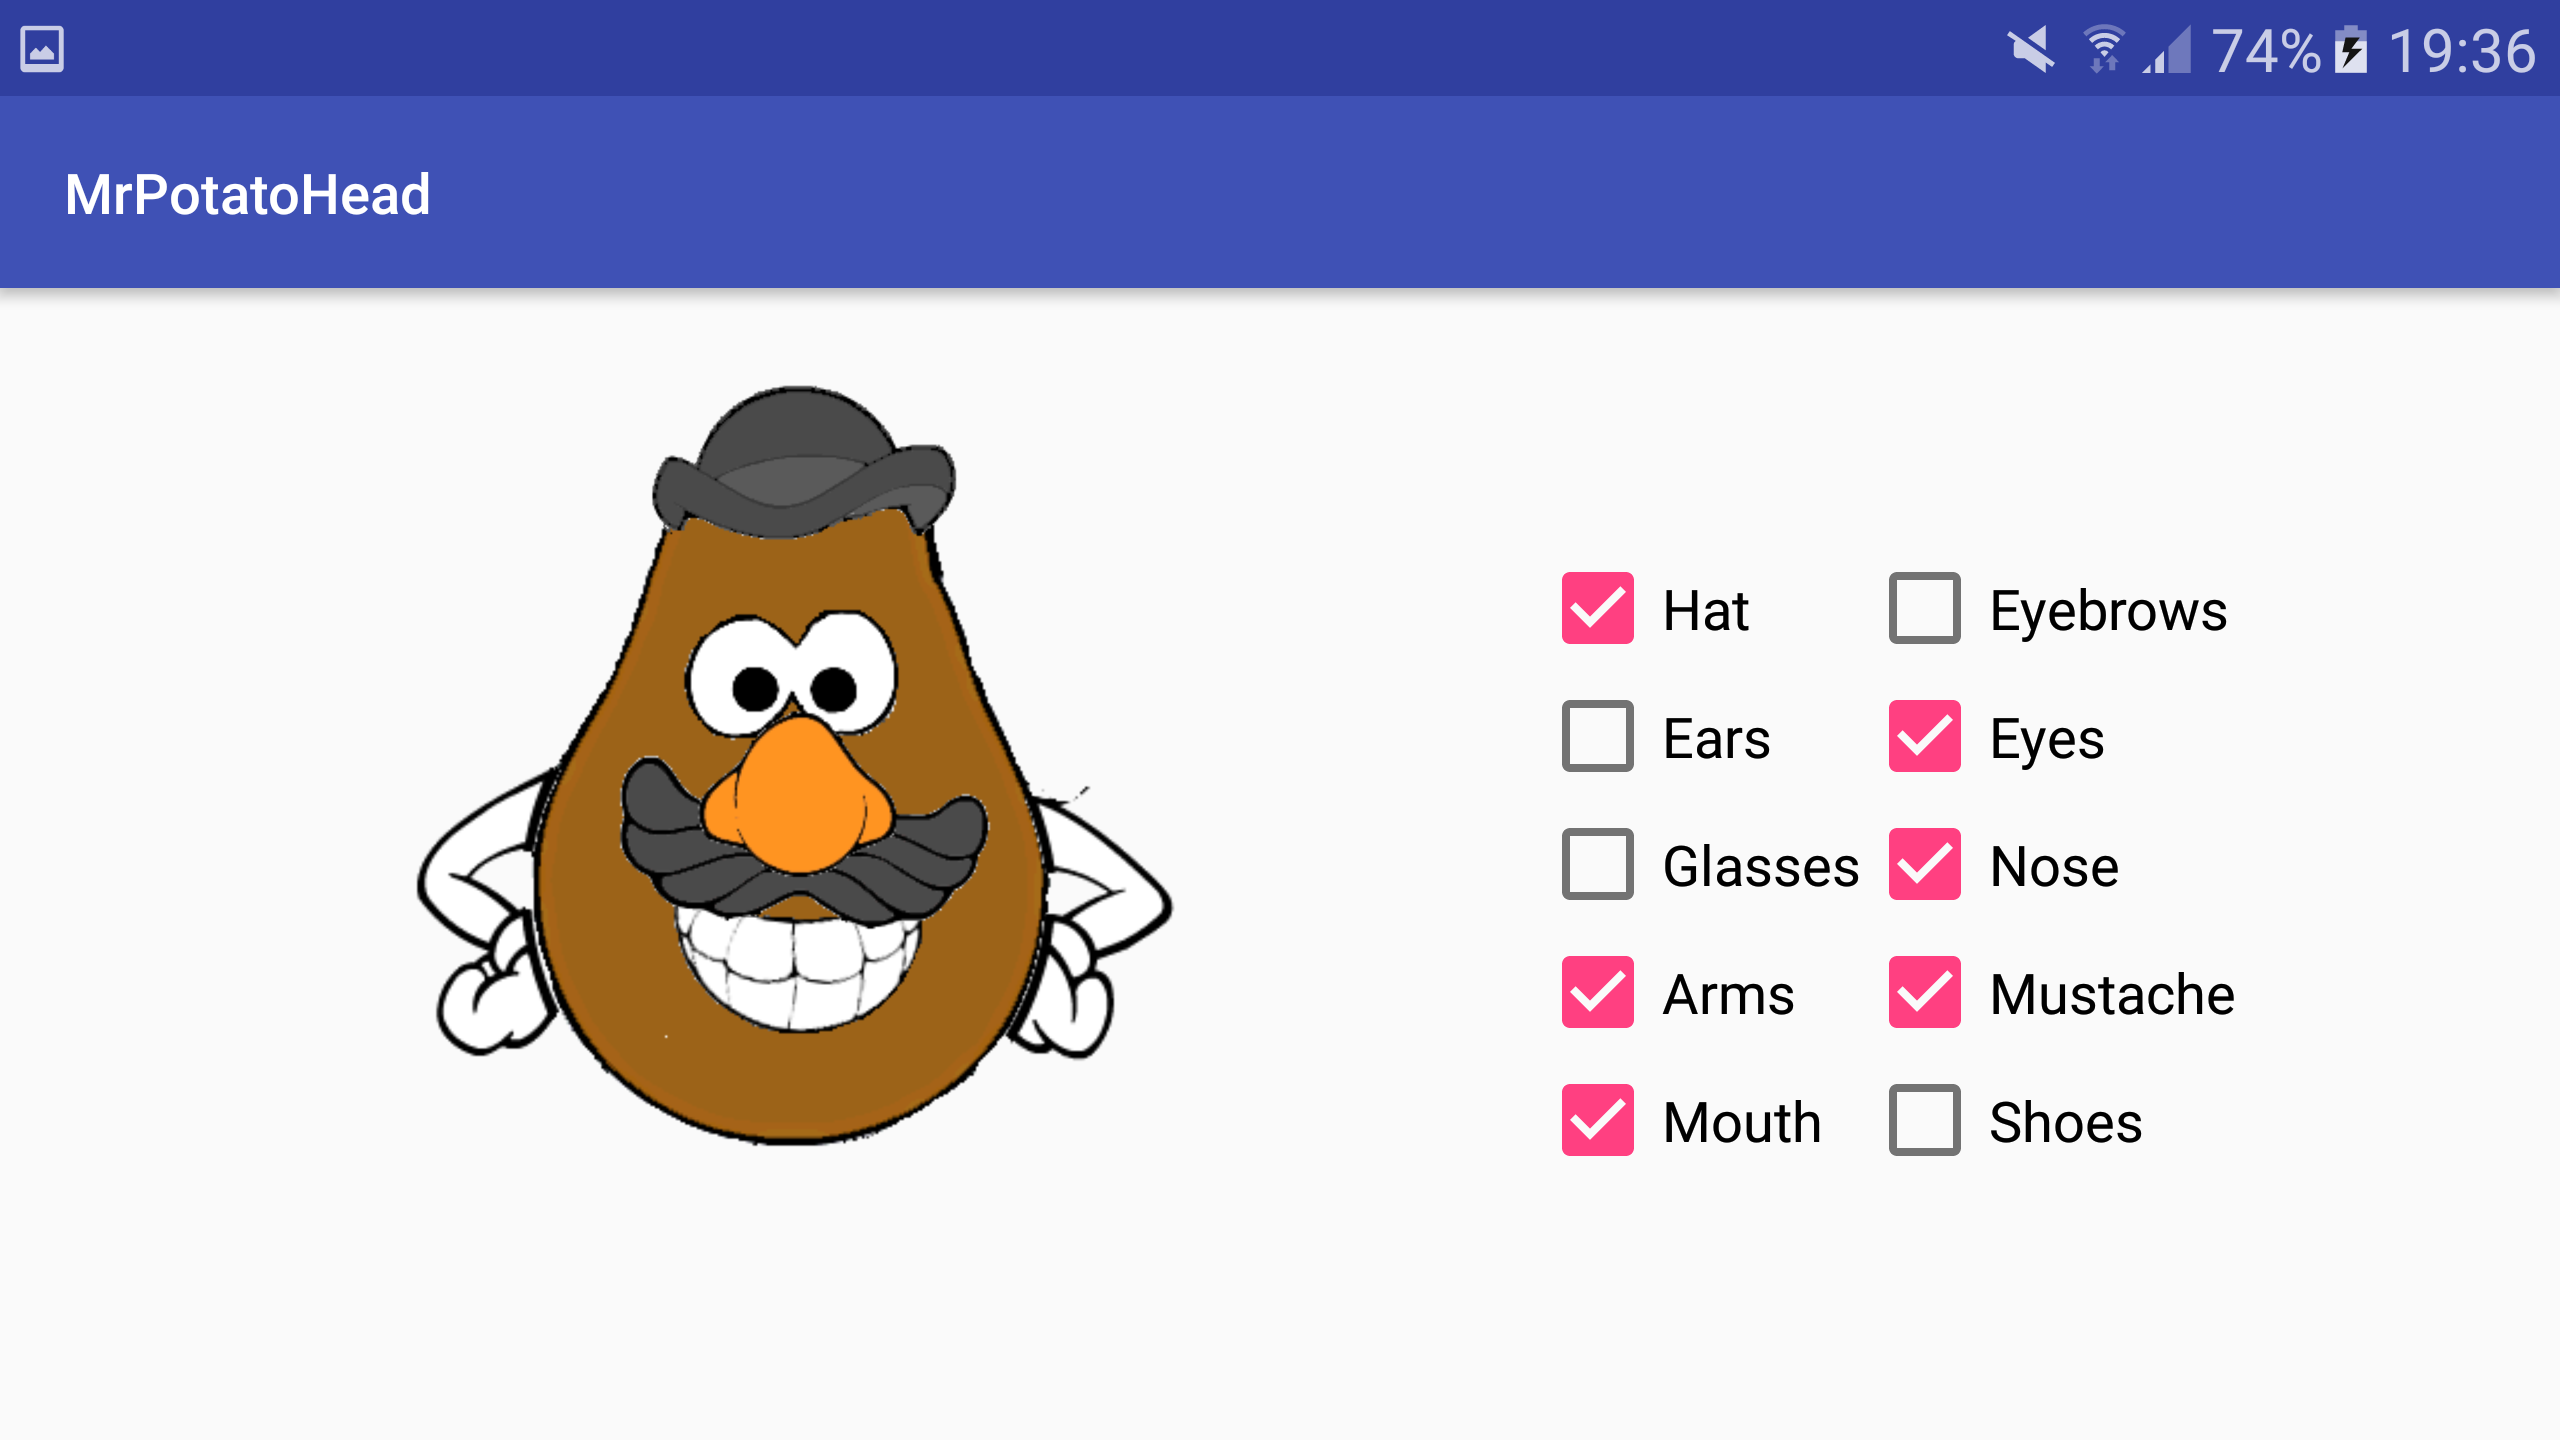 74% 19:36
MrPotatoHead
Hat Eyebrows
Ears Eyes
Glasses Nose
Arms Mustache
Mouth Shoes